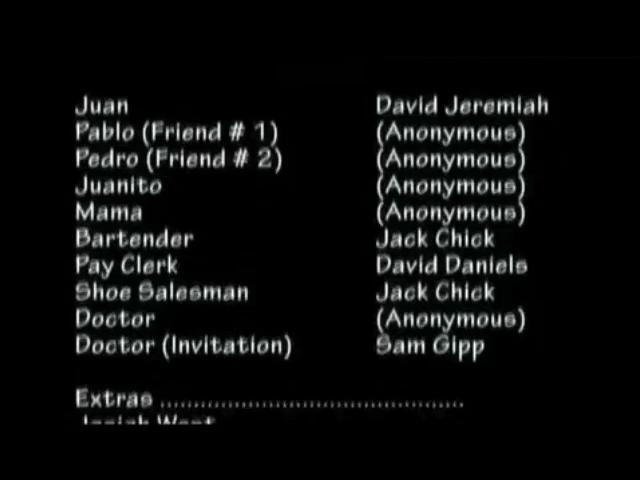 Juan David Jeremiah
Pablo (Friend # 1) (Anonymous)
Pedro (Friend # 2) (Anonymous)
Juanito (Anonymous)
Mama (Anonymous)
Bartender Jack Chick
Pay Clerk David Daniels
Shoe Salesman Jack Chick
Doctor (Anonymous)
Doctor (Invitation) Sam Gipp
Extras .............................................